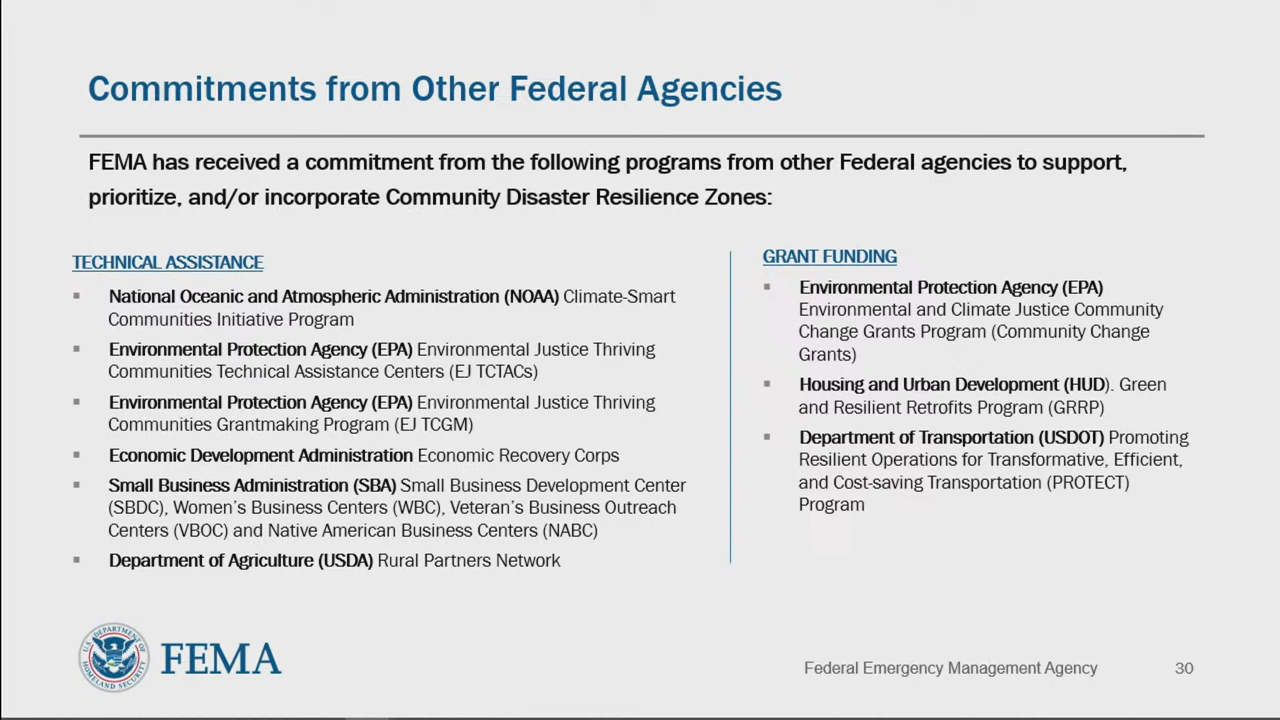 Commitments from Other Federal Agencies
FEMA has received a commitment from the following programs from other Federal agencies to support,
prioritize, and/or incorporate Community Disaster Resilience Zones:
TECHNICAL ASSISTANCE
▪ National Oceanic and Atmospheric Administration (NOAA) Climate-Smart
Communities Initiative Program
▪ Environmental Protection Agency (EPA) Environmental Justice Thriving
Communities Technical Assistance Centers (EJ TCTACs)
▪ Environmental Protection Agency (EPA) Environmental Justice Thriving
Communities Grantmaking Program (EJ TCGM)
▪ Economic Development Administration Economic Recovery Corps
▪ Small Business Administration (SBA) Small Business Development Center
(SBDC), Women's Business Centers (WBC), Veteran's Business Outreach
Centers (VBOC) and Native American Business Centers (NABC)
▪ Department of Agriculture (USDA) Rural Partners Network
GRANT FUNDING
▪ Environmental Protection Agency (EPA)
Environmental and Climate Justice Community
Change Grants Program (Community Change
Grants)
▪ Housing and Urban Development (HUD). Green
and Resilient Retrofits Program (GRRP)
▪ Department of Transportation (USDOT) Promoting
Resilient Operations for Transformative, Efficient,
and Cost-saving Transportation (PROTECT)
Program
U.S. DEPARTMENT OF
HOMELAND SECURITY
FEMA
Federal Emergency Management Agency
30